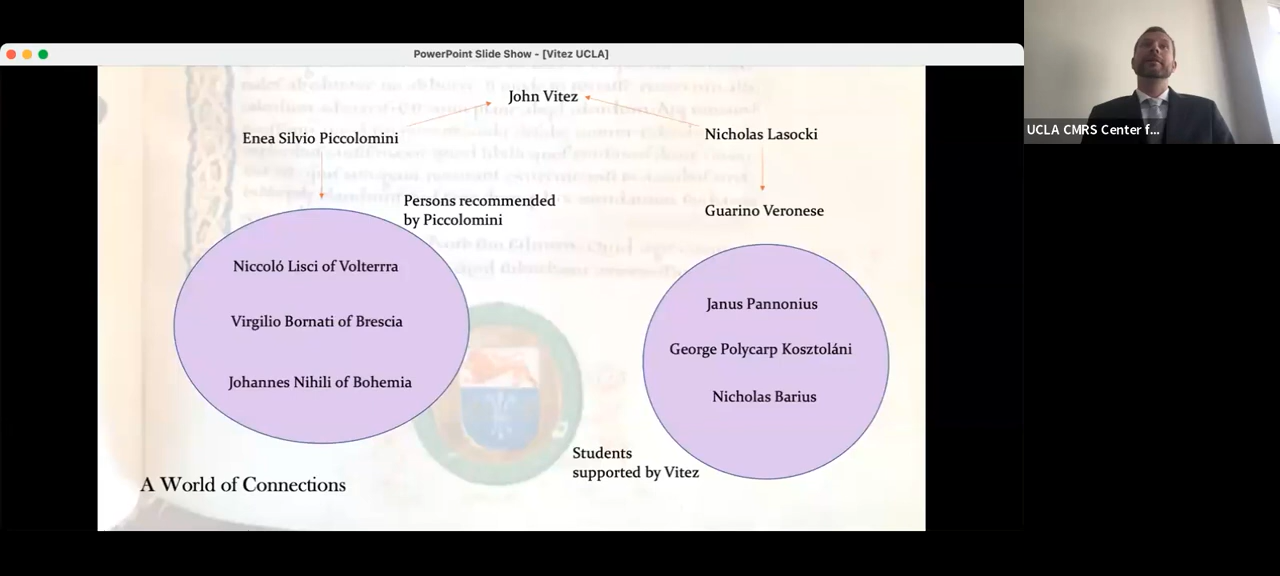 PowerPoint Slide Show - [Vitez UCLA]
John Vitez
Enea Silvio Piccolomini
Nicholas Lasocki
Persons recommended
by Piccolomini
Guarino Veronese
Niccoló Lisci of Volterrra
Virgilio Bornati of Brescia
Johannes Nihili of Bohemia
Janus Pannonius
George Polycarp Kosztoláni
Nicholas Barius
Students
supported by Vitez
A World of Connections
UCLA CMRS Center f...